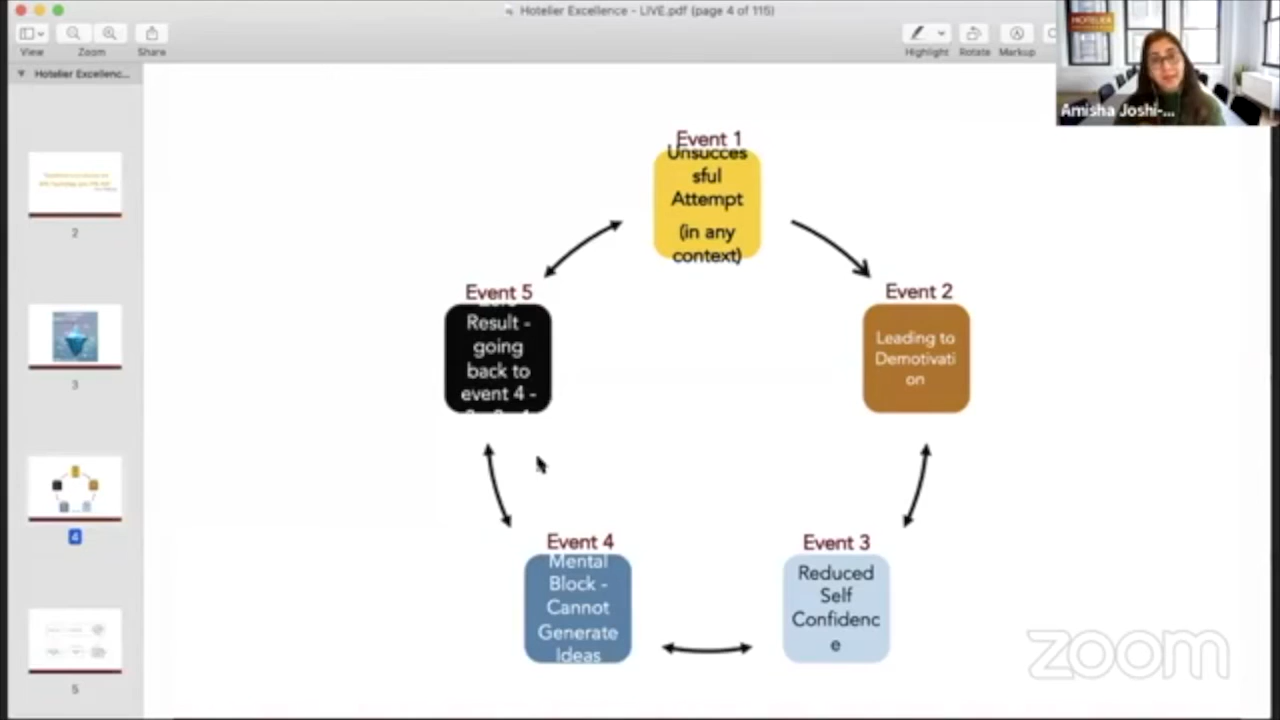 Hotelier Excellence - LIVE.pdf (page 4 of 115)
View
Zoom
Share
Highlight
Rotate
Markup
Hotelier Excellenc...
HOTELIER
Amisha Joshi-...
2
3
4
5
Event 1
Unsucces
sful
Attempt
(in any
context)
Event 2
Leading to
Demotivati
on
Event 3
Reduced
Self
Confidenc
e
Event 4
Mental
Block -
Cannot
Generate
Ideas
Event 5
Result -
going
back to
event 4 -
zoom